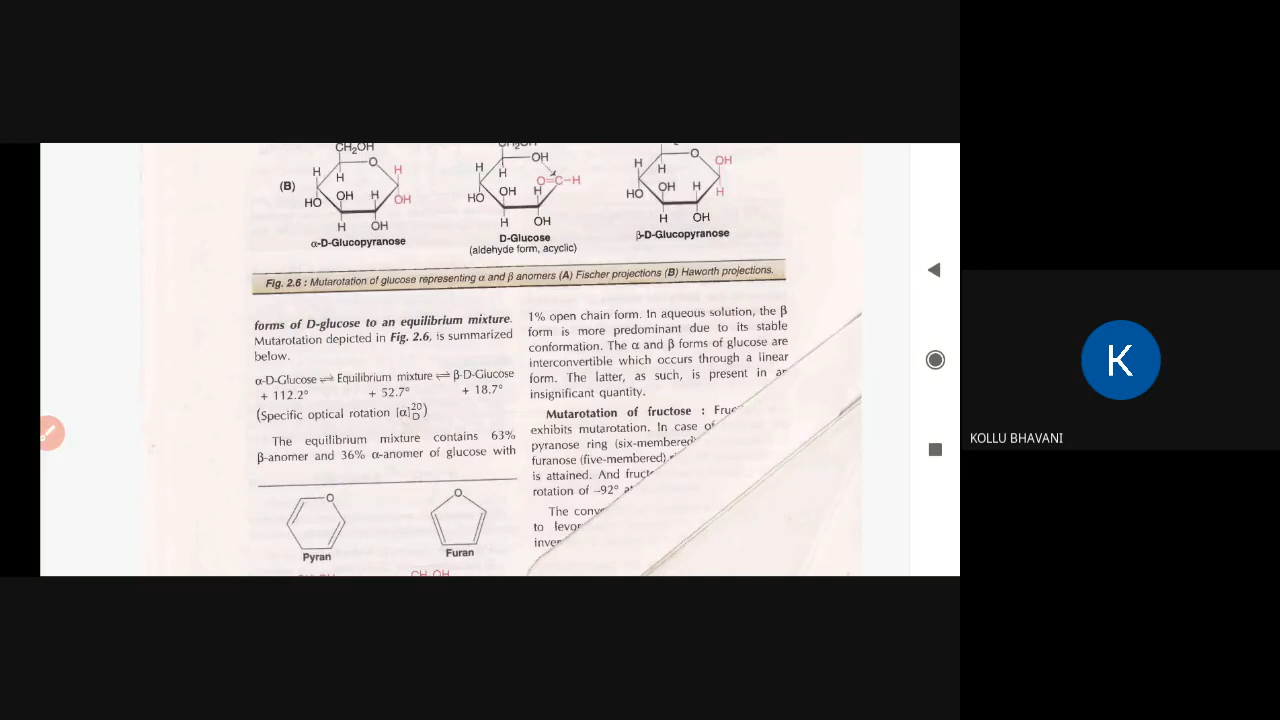 CH2OH
O
H
H
H
(B)
OH
H
HO
OH
H
OH
α-D-Glucopyranose
OH
H
H
O=C–H
OH
H
HO
H
OH
D-Glucose
(aldehyde form, acyclic)
O
OH
H
H
OH
H
H
HO
H
OH
β-D-Glucopyranose
Fig. 2.6 : Mutarotation of glucose representing α and β anomers (A) Fischer projections (B) Haworth projections.
forms of D-glucose to an equilibrium mixture.
Mutarotation depicted in Fig. 2.6, is summarized
below.
α-D-Glucose ⇌ Equilibrium mixture ⇌ β-D-Glucose
+ 112.2° + 52.7° + 18.7°
(Specific optical rotation [α]20D)
The equilibrium mixture contains 63%
β-anomer and 36% α-anomer of glucose with
O
Pyran
O
Furan
CH2OH
1% open chain form. In aqueous solution, the β
form is more predominant due to its stable
conformation. The α and β forms of glucose are
interconvertible which occurs through a linear
form. The latter, as such, is present in
insignificant quantity.
Mutarotation of fructose :
exhibits mutarotation. In case of
pyranose ring (six-membered)
furanose (five-membered)
is attained. And
rotation of –92°
The
to
K
KOLLU BHAVANI